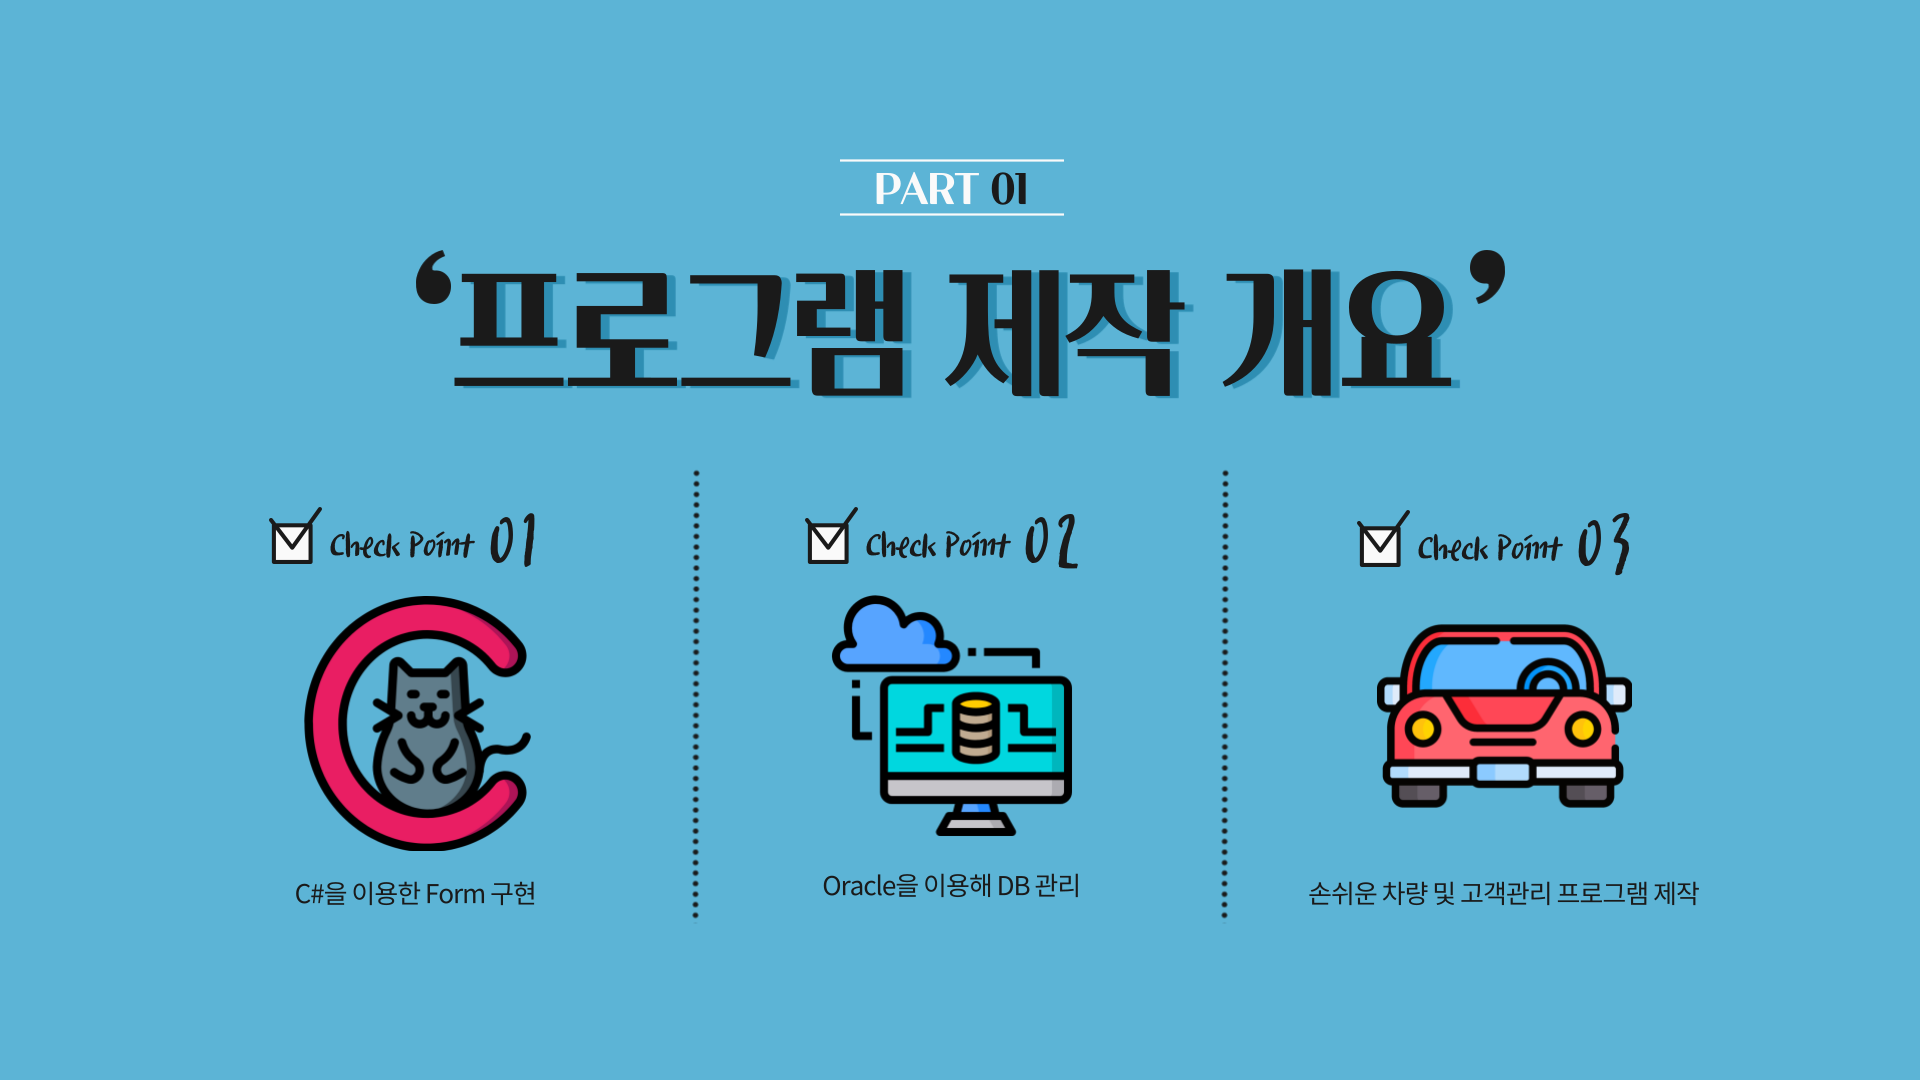 PART 01
‘프로그램 제작 개요’
Check Point 01
C#을 이용한 Form 구현
Check Point 02
Oracle을 이용해 DB 관리
Check Point 03
손쉬운 차량 및 고객관리 프로그램 제작